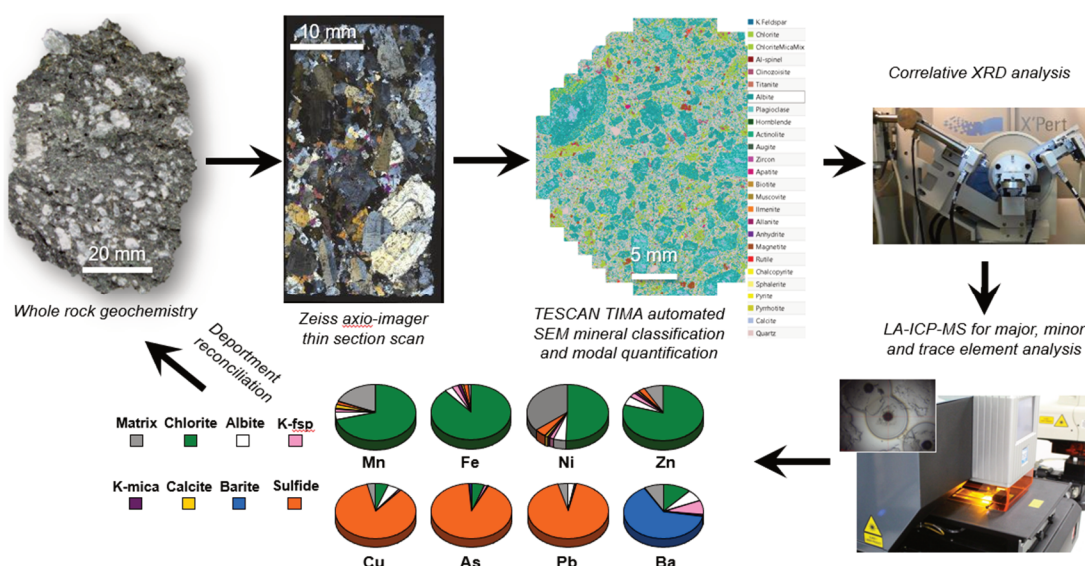 20 mm
Whole rock geochemistry
10 mm
Zeiss axio-imager
thin section scan
5 mm
TESCAN TIMA automated
SEM mineral classification
and modal quantification
K Feldspar
Chlorite
ChloriteMicaMix
Al-spinel
Clinozoisite
Titanite
Albite
Plagioclase
Hornblende
Actinolite
Augite
Zircon
Apatite
Biotite
Muscovite
Ilmenite
Allanite
Anhydrite
Magnetite
Rutile
Chalcopyrite
Sphalerite
Pyrite
Pyrrhotite
Calcite
Quartz
Correlative XRD analysis
X'Pert
LA-ICP-MS for major, minor
and trace element analysis
Department
reconciliation
Matrix Chlorite Albite K-fsp
K-mica Calcite Barite Sulfide
Mn Fe Ni Zn
Cu As Pb Ba